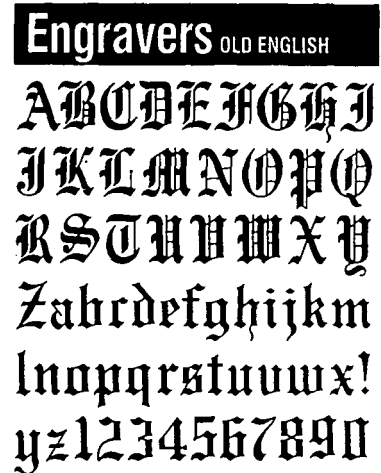 Engravers OLD ENGLISH
ABCDEFGHI
JKLMNOPQ
RSTUVWXY
Zabcdefghijkm
lnopqrstuvwx!
yz1234567890